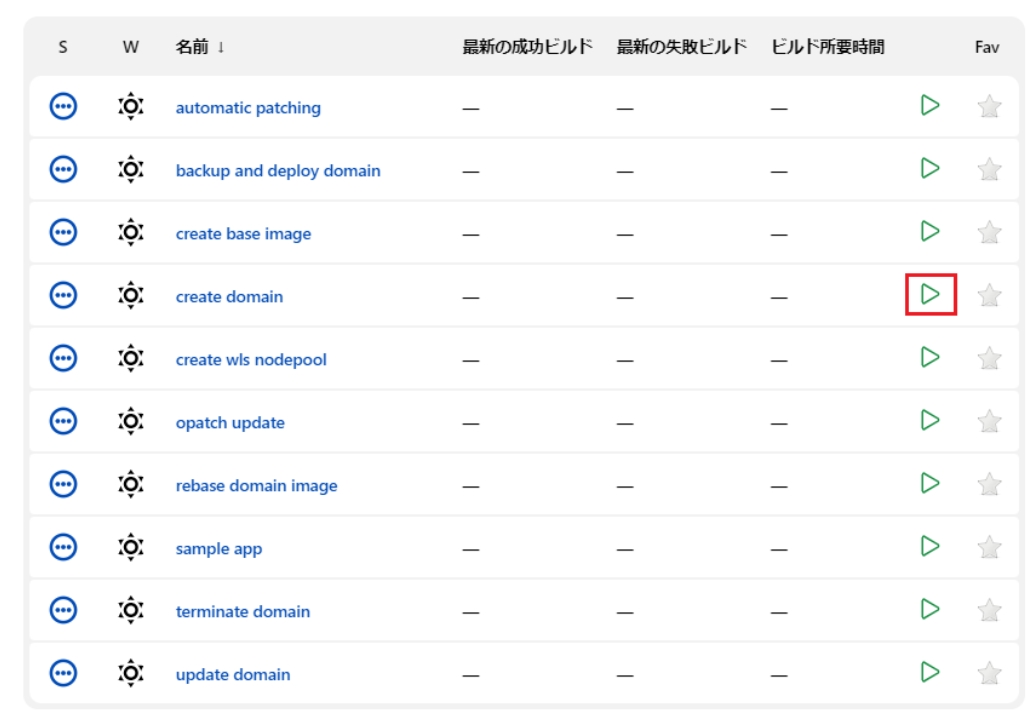 S W 名前 ↓ 最新の成功ビルド 最新の失敗ビルド ビルド所要時間 Fav
automatic patching — — —
backup and deploy domain — — —
create base image — — —
create domain — — —
create wls nodepool — — —
opatch update — — —
rebase domain image — — —
sample app — — —
terminate domain — — —
update domain — — —